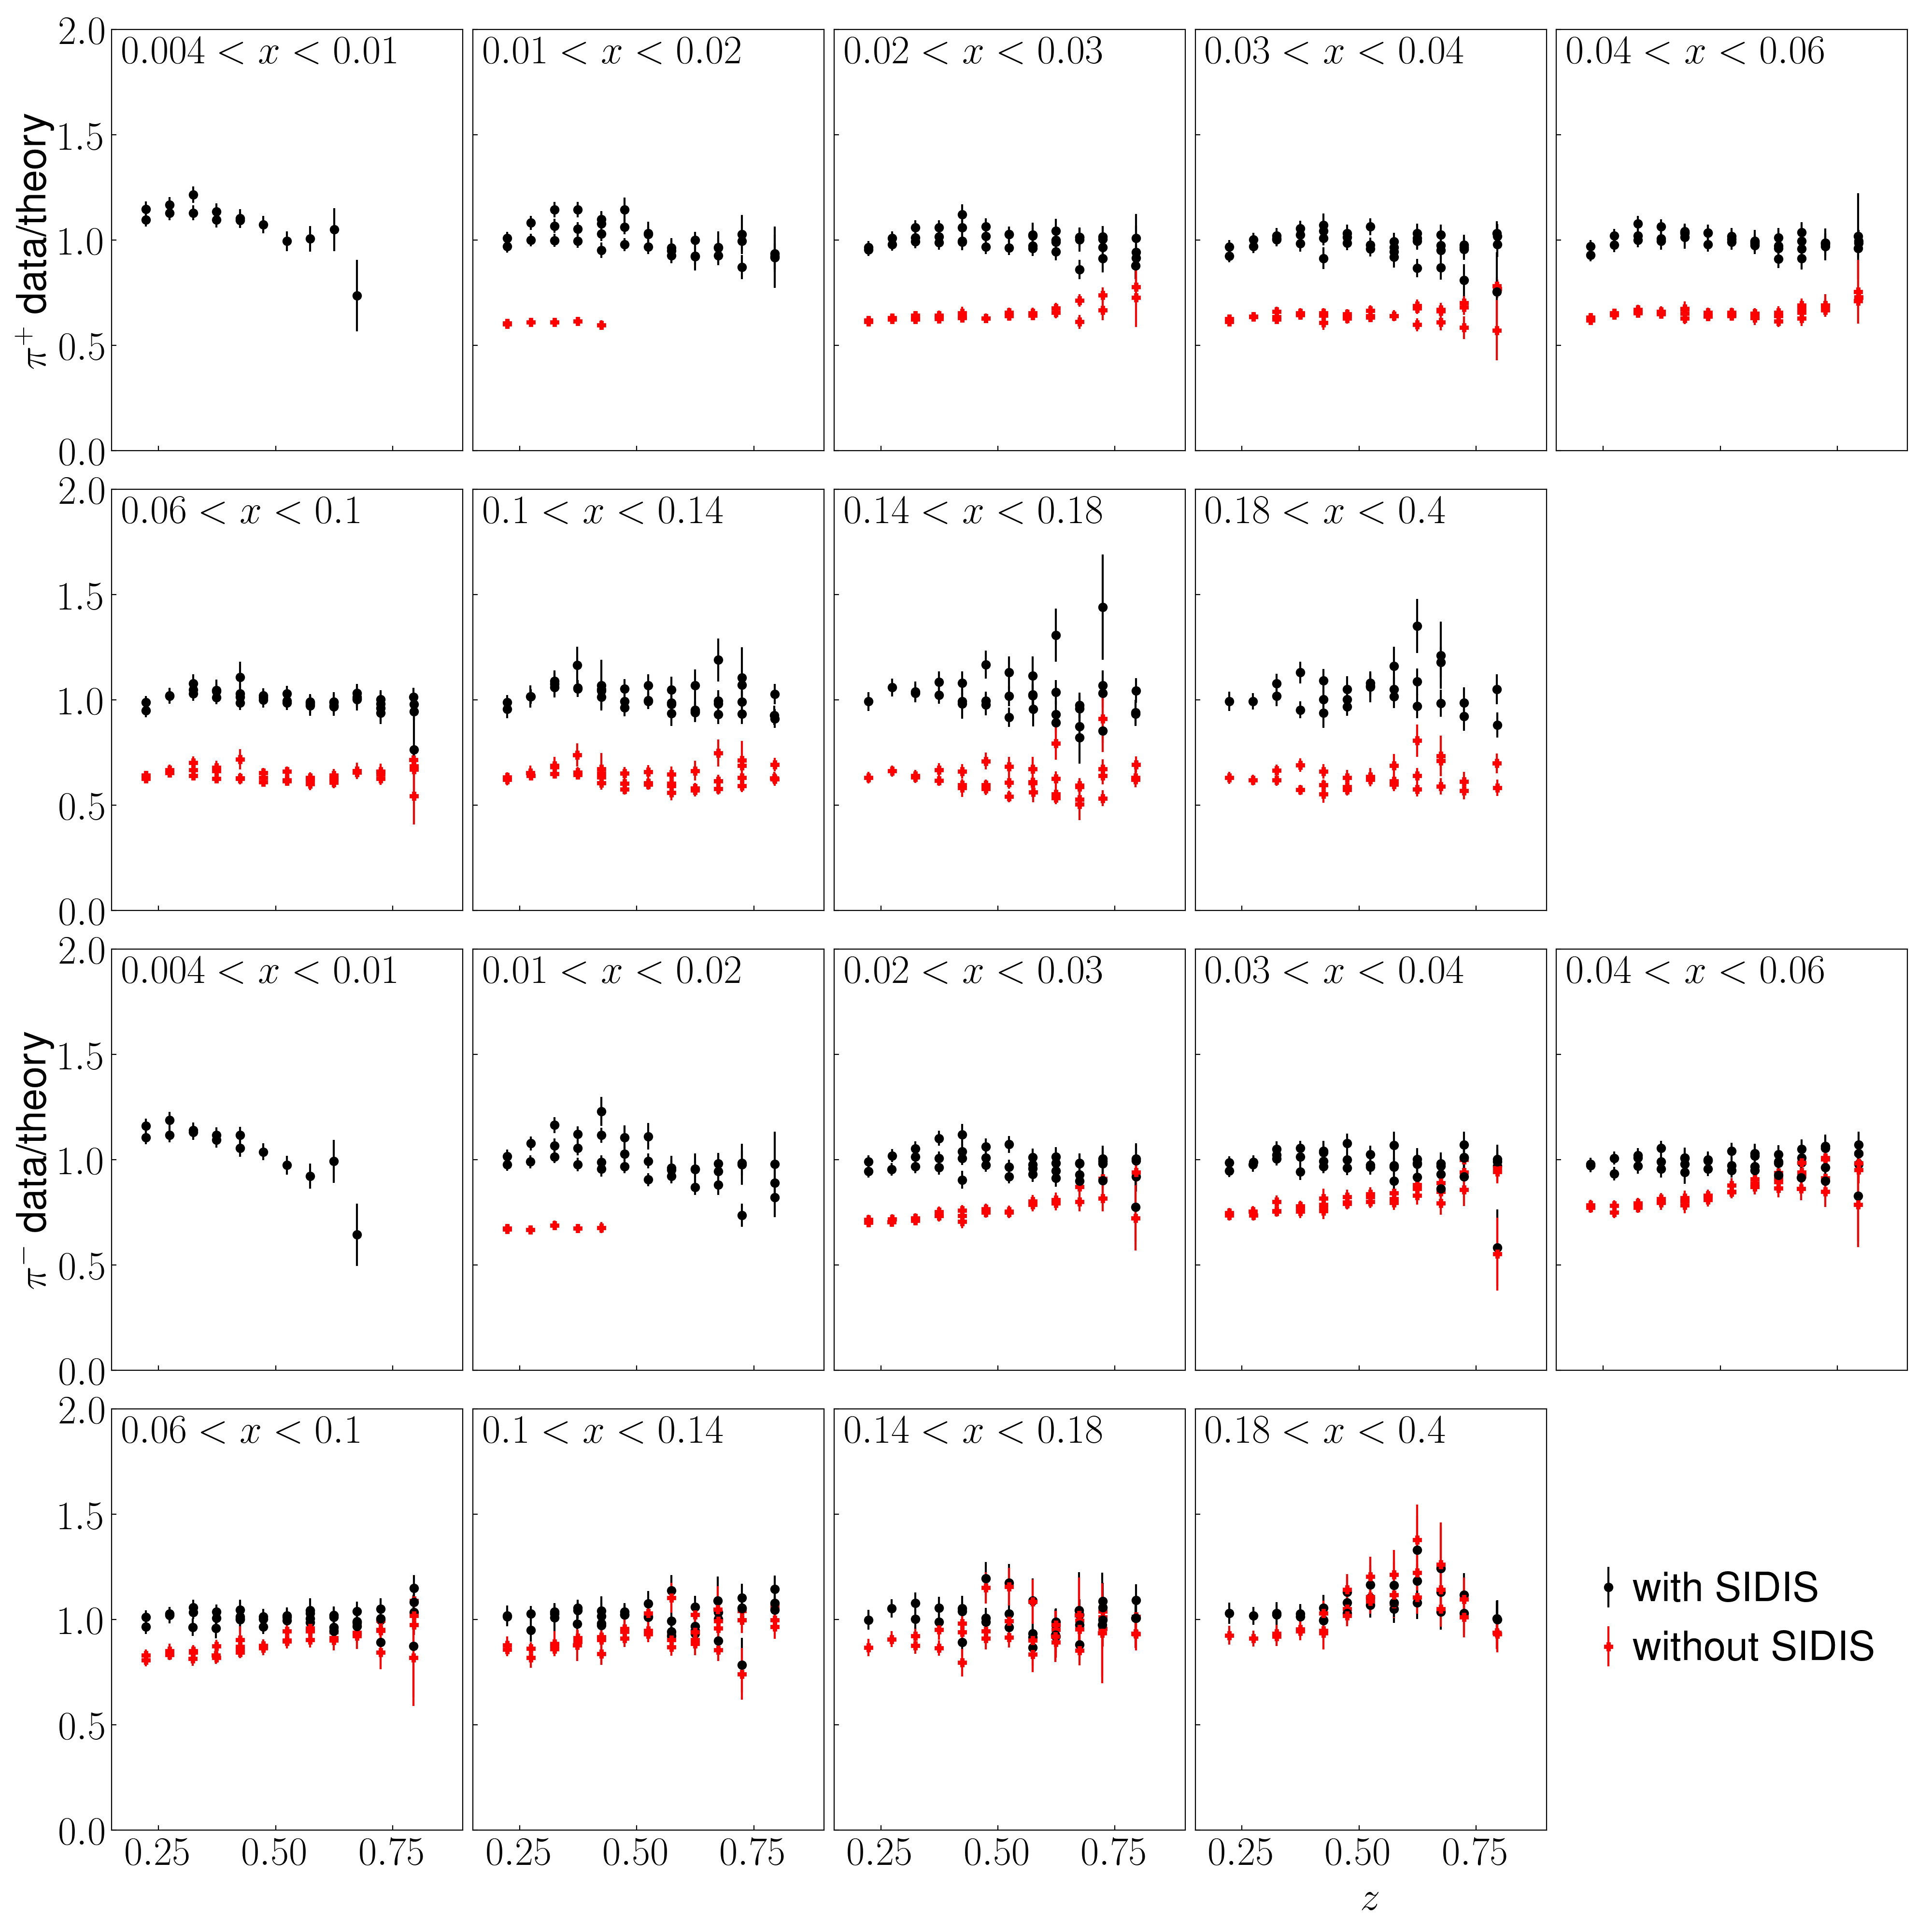 π⁺ data/theory
2.0
1.5
1.0
0.5
0.0
0.004 < x < 0.01
0.01 < x < 0.02
0.02 < x < 0.03
0.03 < x < 0.04
0.04 < x < 0.06
2.0
1.5
1.0
0.5
0.0
0.06 < x < 0.1
0.1 < x < 0.14
0.14 < x < 0.18
0.18 < x < 0.4
π⁻ data/theory
2.0
1.5
1.0
0.5
0.0
0.004 < x < 0.01
0.01 < x < 0.02
0.02 < x < 0.03
0.03 < x < 0.04
0.04 < x < 0.06
2.0
1.5
1.0
0.5
0.0
0.06 < x < 0.1
0.1 < x < 0.14
0.14 < x < 0.18
0.18 < x < 0.4
with SIDIS
without SIDIS
0.25 0.50 0.75
0.25 0.50 0.75
0.25 0.50 0.75
0.25 0.50 0.75
z